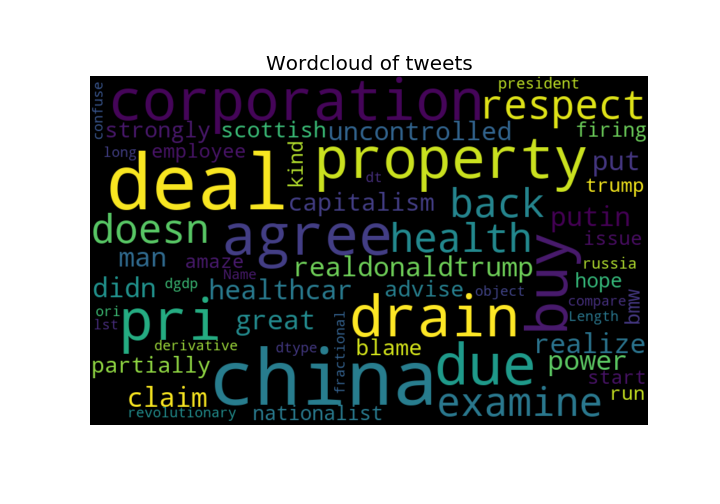 Wordcloud of tweets
confuse corporation president respect
strongly scottish uncontrolled firing
long employee kind property put
deal dt trump
capitalism back putin
doesn agree health buy issue
man amaze Name realdonaldtrump russia
didn dgdp healthcar advise object hope
compare bmw
ori pri great drain Length
lst derivative dtype fractional blame realize
partially china due power start
claim examine run
revolutionary nationalist